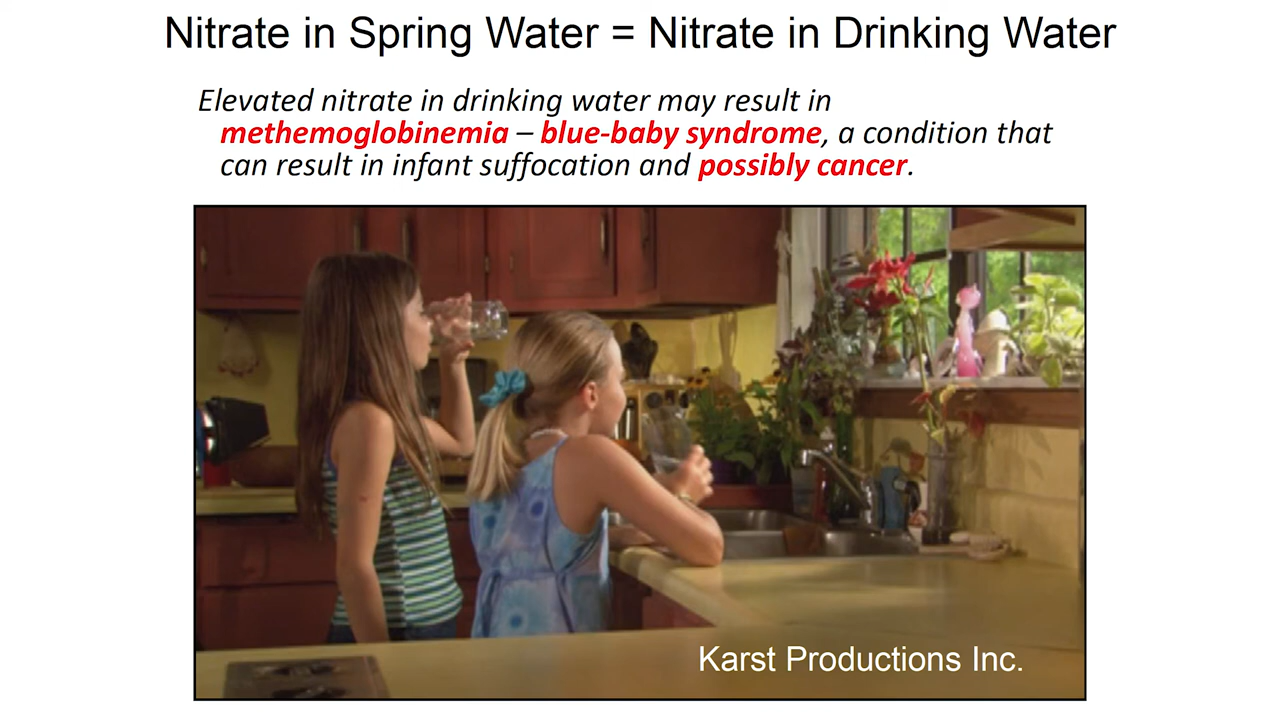 Nitrate in Spring Water = Nitrate in Drinking Water
Elevated nitrate in drinking water may result in
methemoglobinemia – blue-baby syndrome, a condition that
can result in infant suffocation and possibly cancer.
Karst Productions Inc.